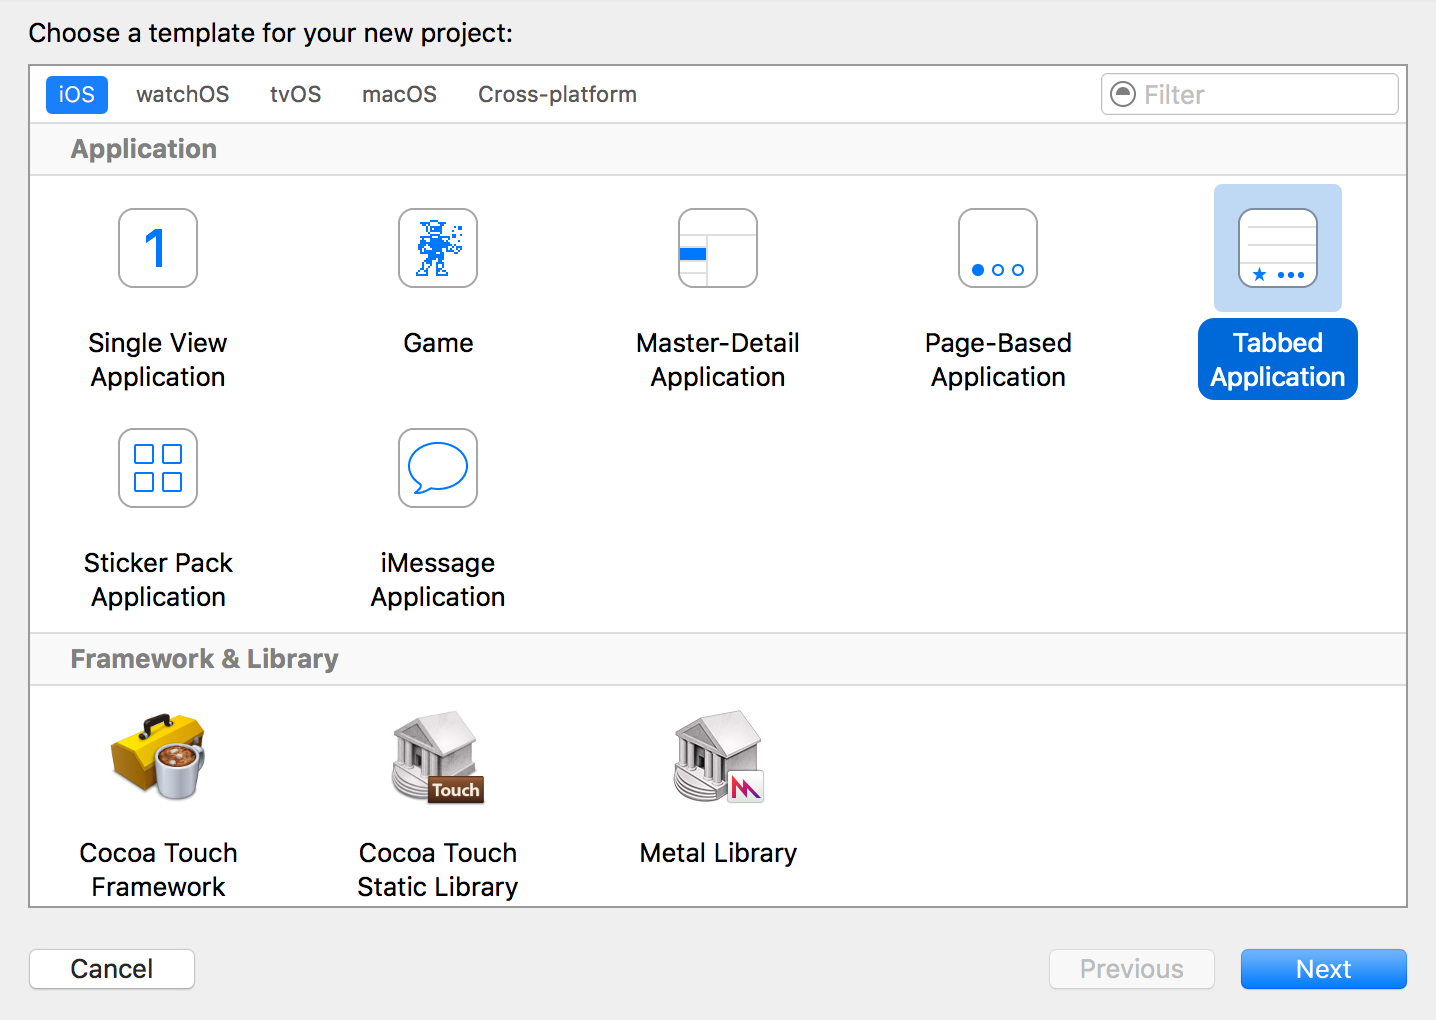 Choose a template for your new project:
iOS watchOS tvOS macOS Cross-platform Filter
Application
1
Single View Application
Game
Master-Detail Application
Page-Based Application
Tabbed Application
Sticker Pack Application
iMessage Application
Framework & Library
Touch
Cocoa Touch Framework
Cocoa Touch Static Library
Metal Library
Cancel Previous Next